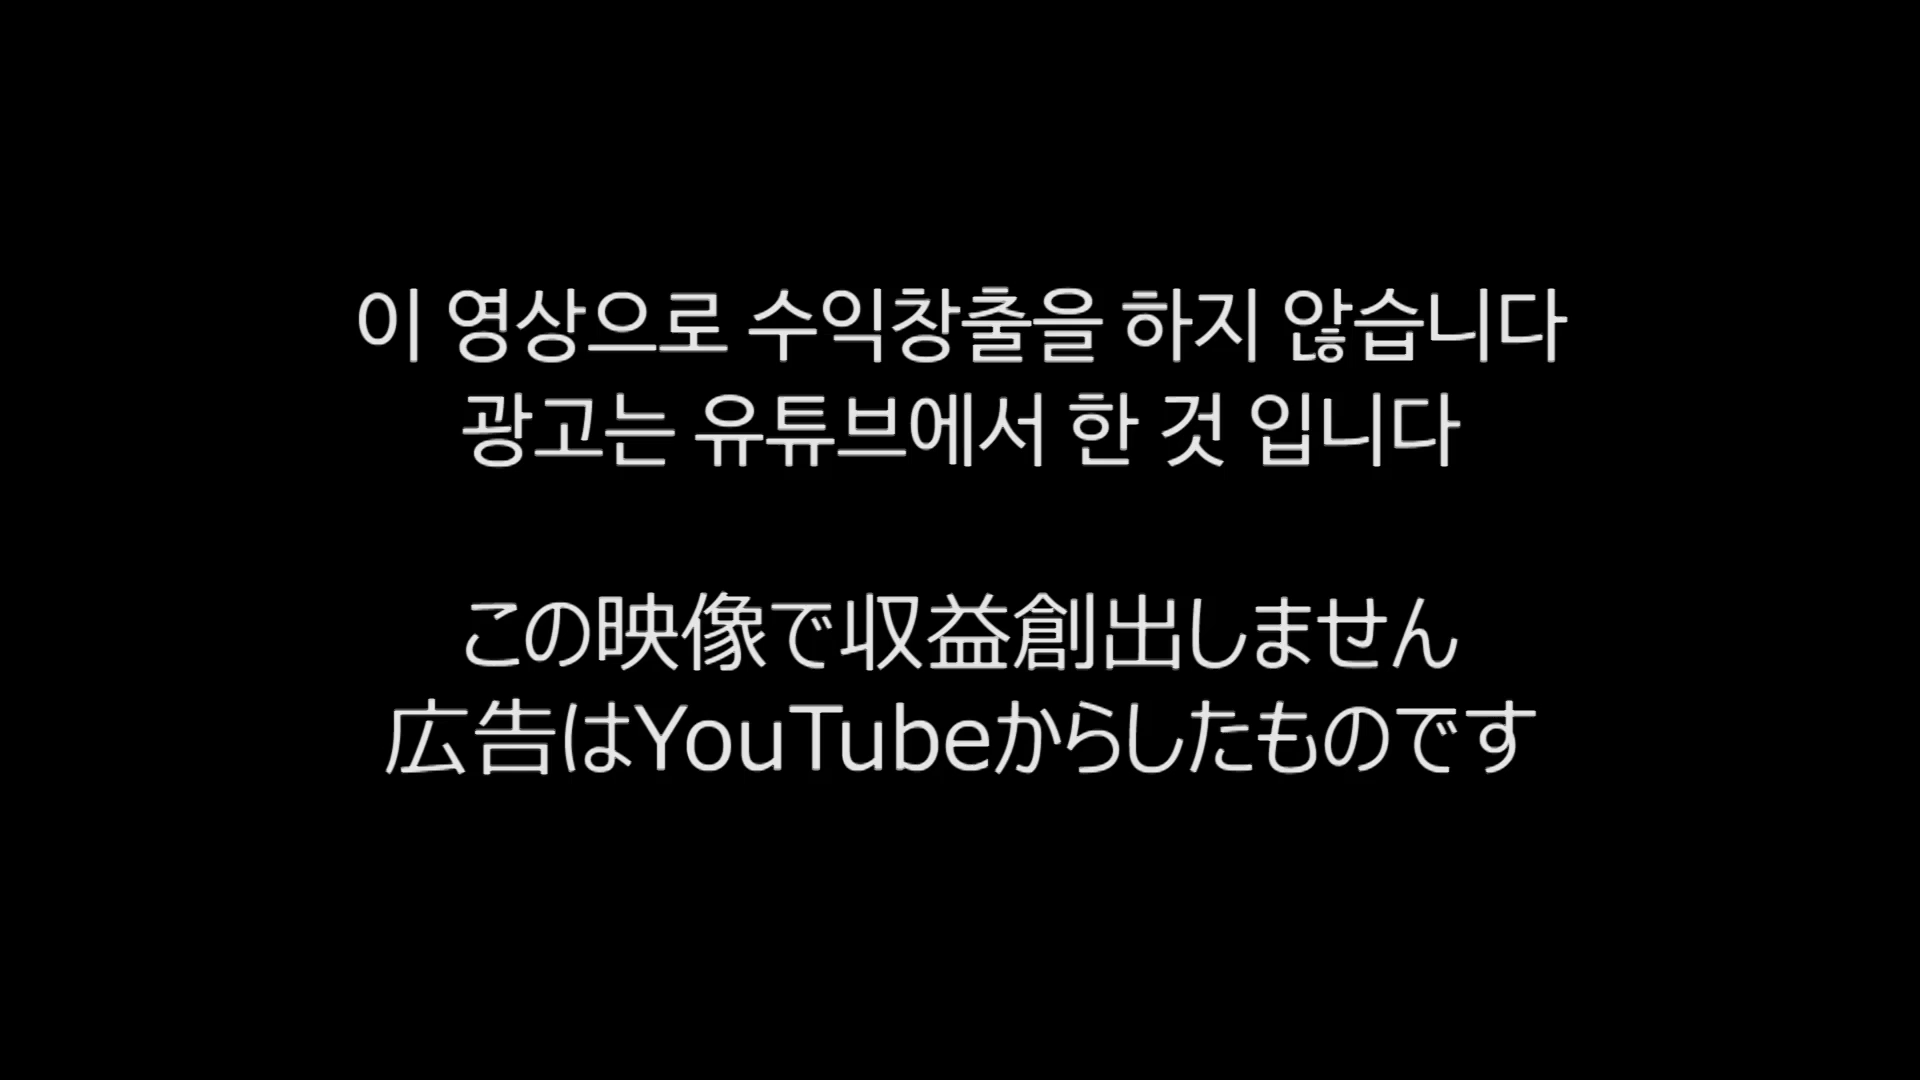 이 영상으로 수익창출을 하지 않습니다
광고는 유튜브에서 한 것 입니다
この映像で収益創出しません
広告はYouTubeからしたものです